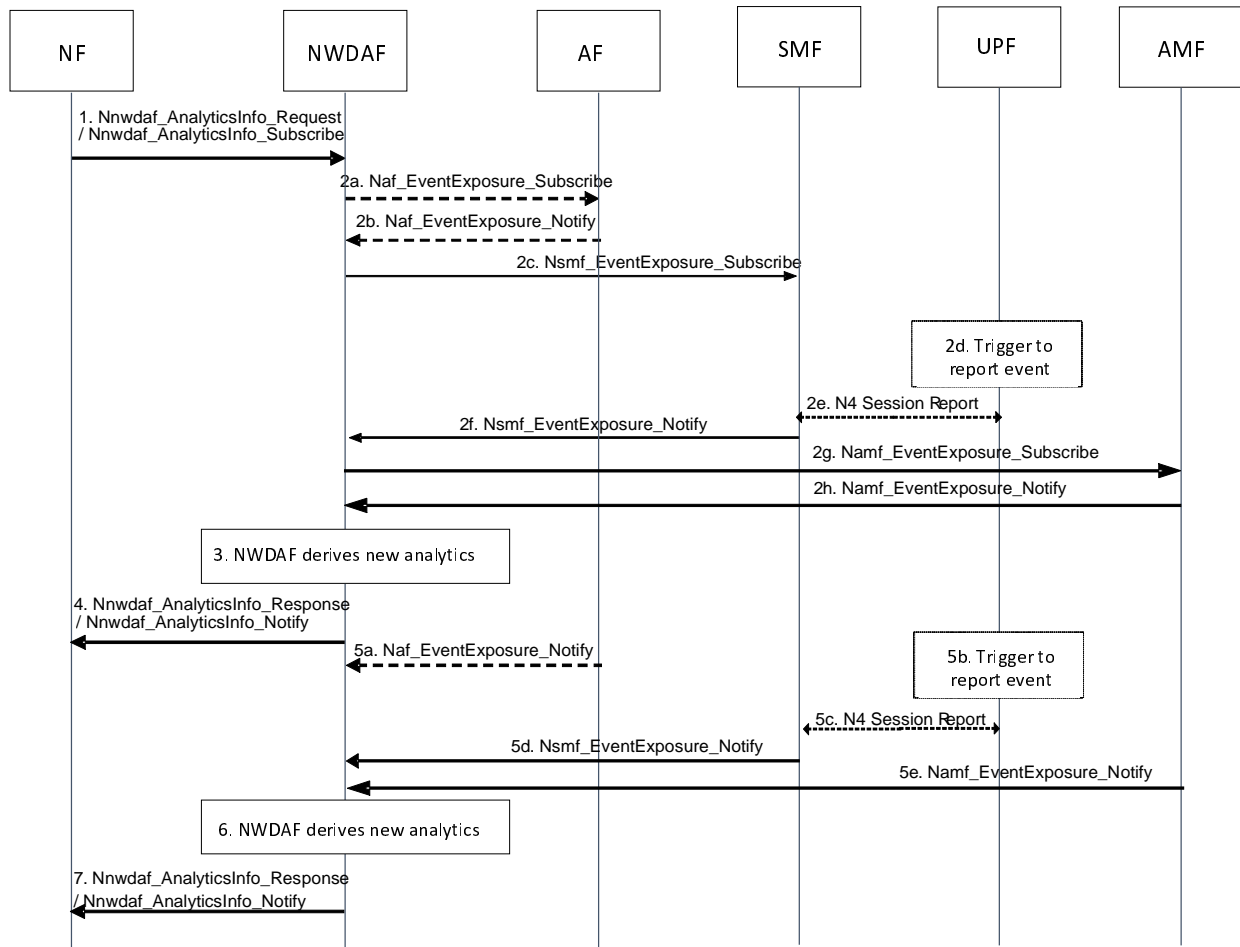 NF
NWDAF
AF
SMF
UPF
AMF
1. Nnwdaf_AnalyticsInfo_Request
/ Nnwdaf_AnalyticsInfo_Subscribe
2a. Naf_EventExposure_Subscribe
2b. Naf_EventExposure_Notify
2c. Nsmf_EventExposure_Subscribe
2d. Trigger to
report event
2e. N4 Session Report
2f. Nsmf_EventExposure_Notify
2g. Namf_EventExposure_Subscribe
2h. Namf_EventExposure_Notify
3. NWDAF derives new analytics
4. Nnwdaf_AnalyticsInfo_Response
/ Nnwdaf_AnalyticsInfo_Notify
5a. Naf_EventExposure_Notify
5b. Trigger to
report event
5c. N4 Session Report
5d. Nsmf_EventExposure_Notify
5e. Namf_EventExposure_Notify
6. NWDAF derives new analytics
7. Nnwdaf_AnalyticsInfo_Response
/ Nnwdaf_AnalyticsInfo_Notify